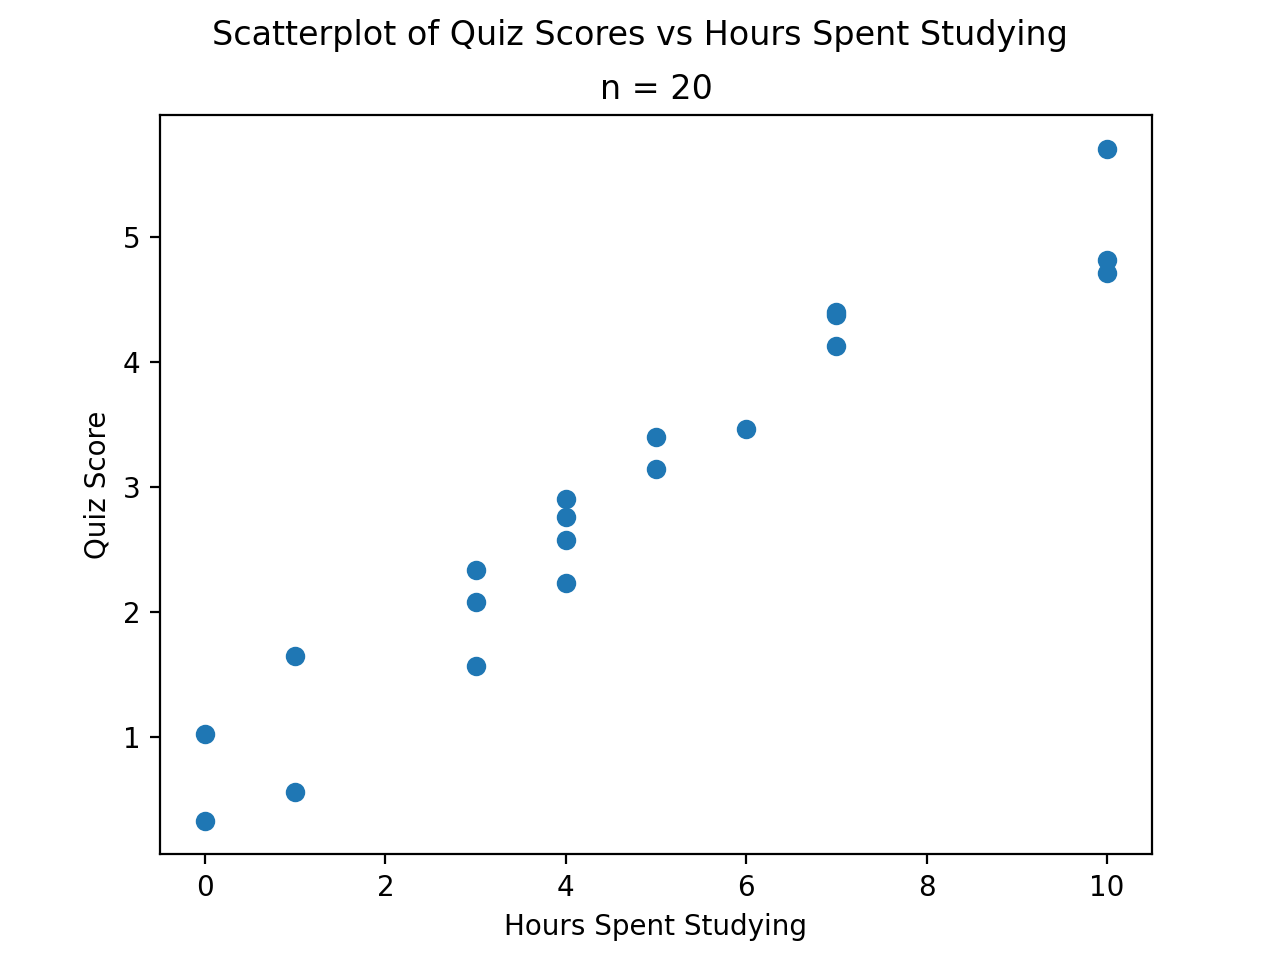 Scatterplot of Quiz Scores vs Hours Spent Studying
n = 20
5
4
3
2
1
Quiz Score
0 2 4 6 8 10
Hours Spent Studying